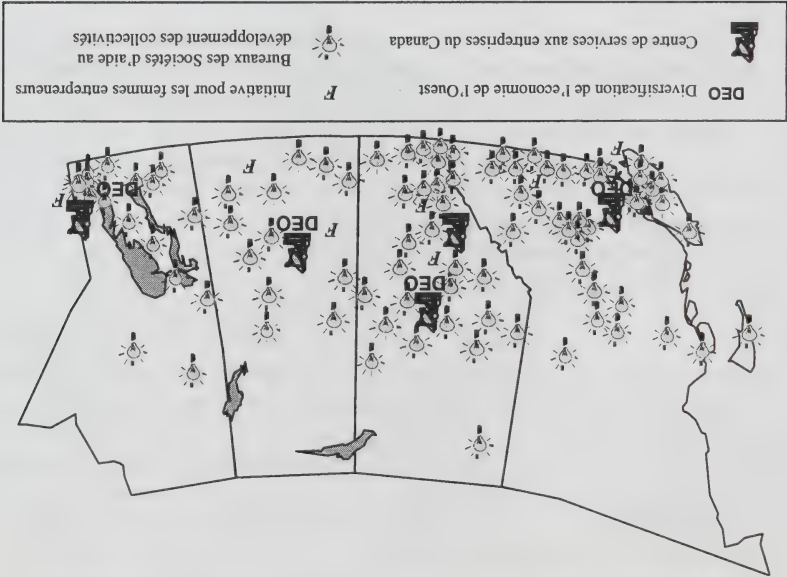 DEO
F
F
DEO
F
F
DEO
DEO
F
F
F
DEO Diversification de l'economie de l'Ouest
F Initiative pour les femmes entrepreneurs
Centre de services aux entreprises du Canada
Bureaux des Sociétés d'aide au
développement des collectivités